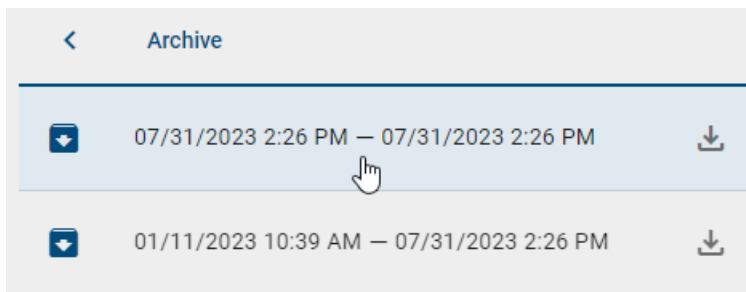 Archive
07/31/2023 2:26 PM — 07/31/2023 2:26 PM
01/11/2023 10:39 AM — 07/31/2023 2:26 PM